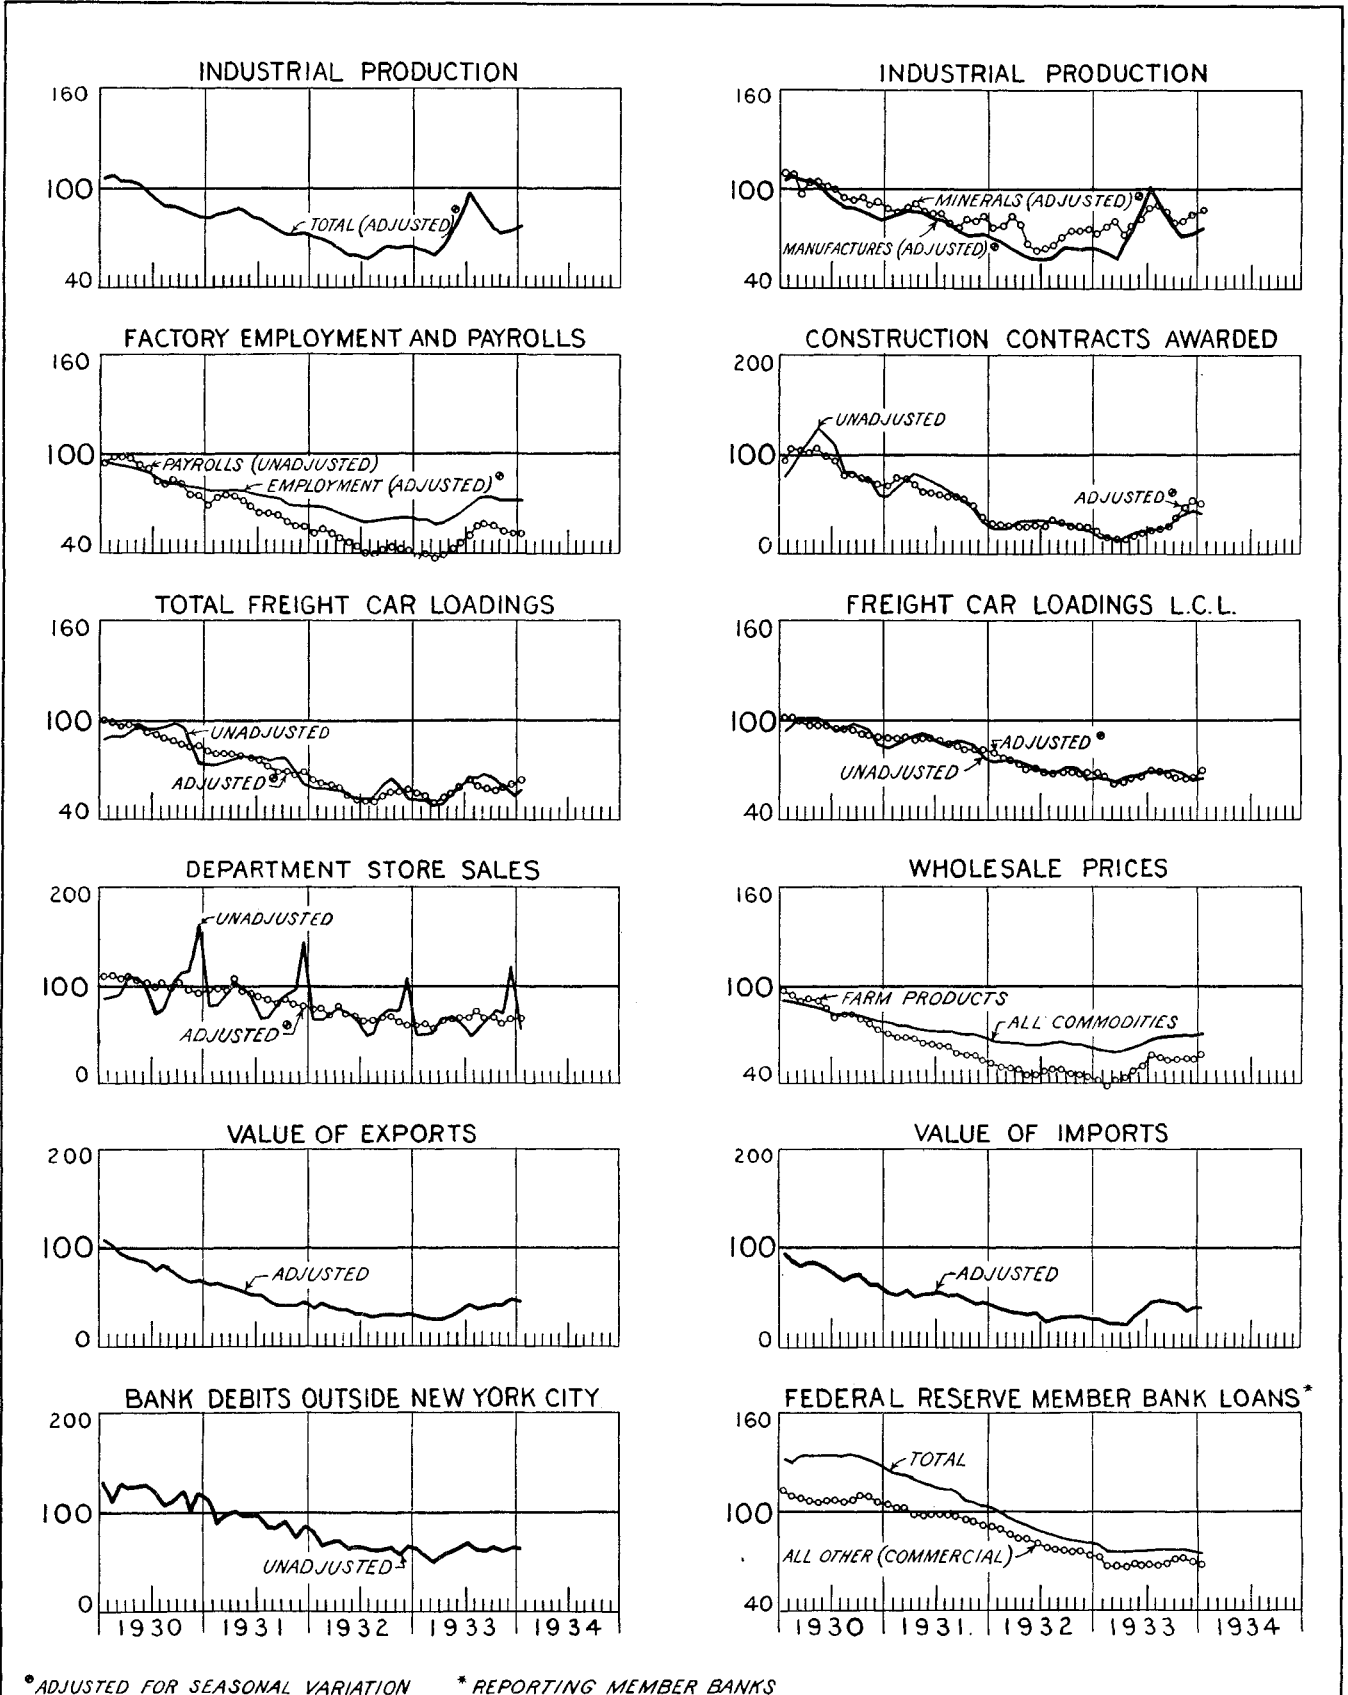 INDUSTRIAL PRODUCTION
160
100
40
TOTAL (ADJUSTED)
INDUSTRIAL PRODUCTION
160
100
40
MINERALS (ADJUSTED)
MANUFACTURES (ADJUSTED)
FACTORY EMPLOYMENT AND PAYROLLS
160
100
40
PAYROLLS (UNADJUSTED)
EMPLOYMENT (ADJUSTED)
CONSTRUCTION CONTRACTS AWARDED
200
100
0
UNADJUSTED
ADJUSTED
TOTAL FREIGHT CAR LOADINGS
160
100
40
UNADJUSTED
ADJUSTED
FREIGHT CAR LOADINGS L.C.L.
160
100
40
ADJUSTED
UNADJUSTED
DEPARTMENT STORE SALES
200
100
0
UNADJUSTED
ADJUSTED
WHOLESALE PRICES
160
100
40
FARM PRODUCTS
ALL COMMODITIES
VALUE OF EXPORTS
200
100
0
ADJUSTED
VALUE OF IMPORTS
200
100
0
ADJUSTED
BANK DEBITS OUTSIDE NEW YORK CITY
200
100
0
UNADJUSTED
1930 1931 1932 1933 1934
FEDERAL RESERVE MEMBER BANK LOANS*
160
100
40
TOTAL
ALL OTHER (COMMERCIAL)
1930 1931. 1932 1933 1934
ADJUSTED FOR SEASONAL VARIATION * REPORTING MEMBER BANKS